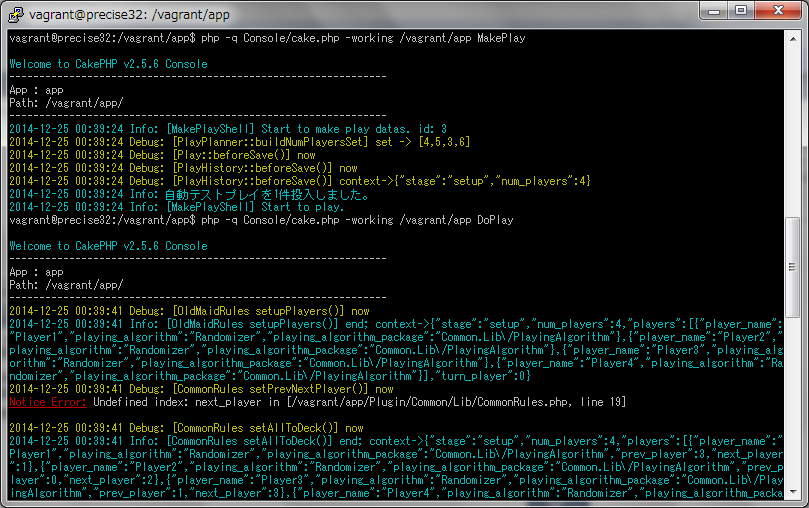 vagrant@precise32: /vagrant/app
vagrant@precise32:/vagrant/app$ php -q Console/cake.php -working /vagrant/app MakePlay
Welcome to CakePHP v2.5.6 Console
---------------------------------------------------------------
App : app
Path: /vagrant/app/
---------------------------------------------------------------
2014-12-25 00:39:24 Info: [MakePlayShell] Start to make play datas. id: 3
2014-12-25 00:39:24 Debug: [PlayPlanner::buildNumPlayersSet] set -> [4,5,3,6]
2014-12-25 00:39:24 Debug: [Play::beforeSave()] now
2014-12-25 00:39:24 Debug: [PlayHistory::beforeSave()] now
2014-12-25 00:39:24 Debug: [PlayHistory::beforeSave()] context->{"stage":"setup","num_players":4}
2014-12-25 00:39:24 Info: 自動テストプレイを1件投入しました。
2014-12-25 00:39:24 Info: [MakePlayShell] Start to play.
vagrant@precise32:/vagrant/app$ php -q Console/cake.php -working /vagrant/app DoPlay
Welcome to CakePHP v2.5.6 Console
---------------------------------------------------------------
App : app
Path: /vagrant/app/
---------------------------------------------------------------
2014-12-25 00:39:41 Debug: [OldMaidRules setupPlayers()] now
2014-12-25 00:39:41 Info: [OldMaidRules setupPlayers()] end; context->{"stage":"setup","num_players":4,"players":[{"player_name":
"Player1","playing_algorithm":"Randomizer","playing_algorithm_package":"Common.Lib\/PlayingAlgorithm"},{"player_name":"Player2","
playing_algorithm":"Randomizer","playing_algorithm_package":"Common.Lib\/PlayingAlgorithm"},{"player_name":"Player3","playing_alg
orithm":"Randomizer","playing_algorithm_package":"Common.Lib\/PlayingAlgorithm"},{"player_name":"Player4","playing_algorithm":"Ra
ndomizer","playing_algorithm_package":"Common.Lib\/PlayingAlgorithm"}],"turn_player":0}
2014-12-25 00:39:41 Debug: [CommonRules setPrevNextPlayer()] now
Notice Error: Undefined index: next_player in [/vagrant/app/Plugin/Common/Lib/CommonRules.php, line 19]
2014-12-25 00:39:41 Debug: [CommonRules setAllToDeck()] now
2014-12-25 00:39:41 Info: [CommonRules setAllToDeck()] end; context->{"stage":"setup","num_players":4,"players":[{"player_name":"
Player1","playing_algorithm":"Randomizer","playing_algorithm_package":"Common.Lib\/PlayingAlgorithm","prev_player":3,"next_player
":1},{"player_name":"Player2","playing_algorithm":"Randomizer","playing_algorithm_package":"Common.Lib\/PlayingAlgorithm","prev_p
layer":0,"next_player":2},{"player_name":"Player3","playing_algorithm":"Randomizer","playing_algorithm_package":"Common.Lib\/Pl
ayingAlgorithm","prev_player":1,"next_player":3},{"player_name":"Player4","playing_algorithm":"Randomizer","playing_algorithm_pack